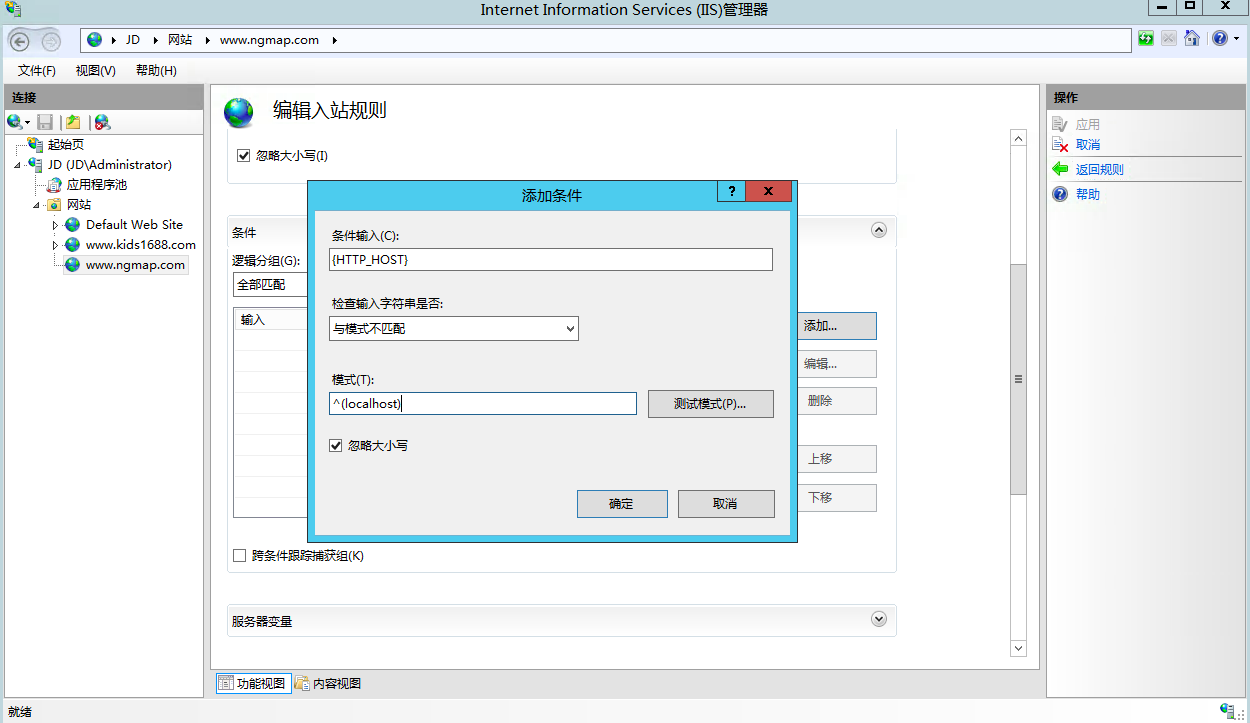 Internet Information Services (IIS)管理器
JD
网站
www.ngmap.com
文件(F)
视图(V)
帮助(H)
连接
起始页
JD (JD\Administrator)
应用程序池
网站
Default Web Site
www.kids1688.com
www.ngmap.com
编辑入站规则
忽略大小写(I)
条件
逻辑分组(G):
全部匹配
输入
添加...
编辑...
删除
上移
下移
跨条件跟踪捕获组(K)
服务器变量
添加条件
?
条件输入(C):
{HTTP_HOST}
检查输入字符串是否:
与模式不匹配
模式(T):
^(localhost)
测试模式(P)...
忽略大小写
确定
取消
功能视图
内容视图
操作
应用
取消
返回规则
帮助
就绪